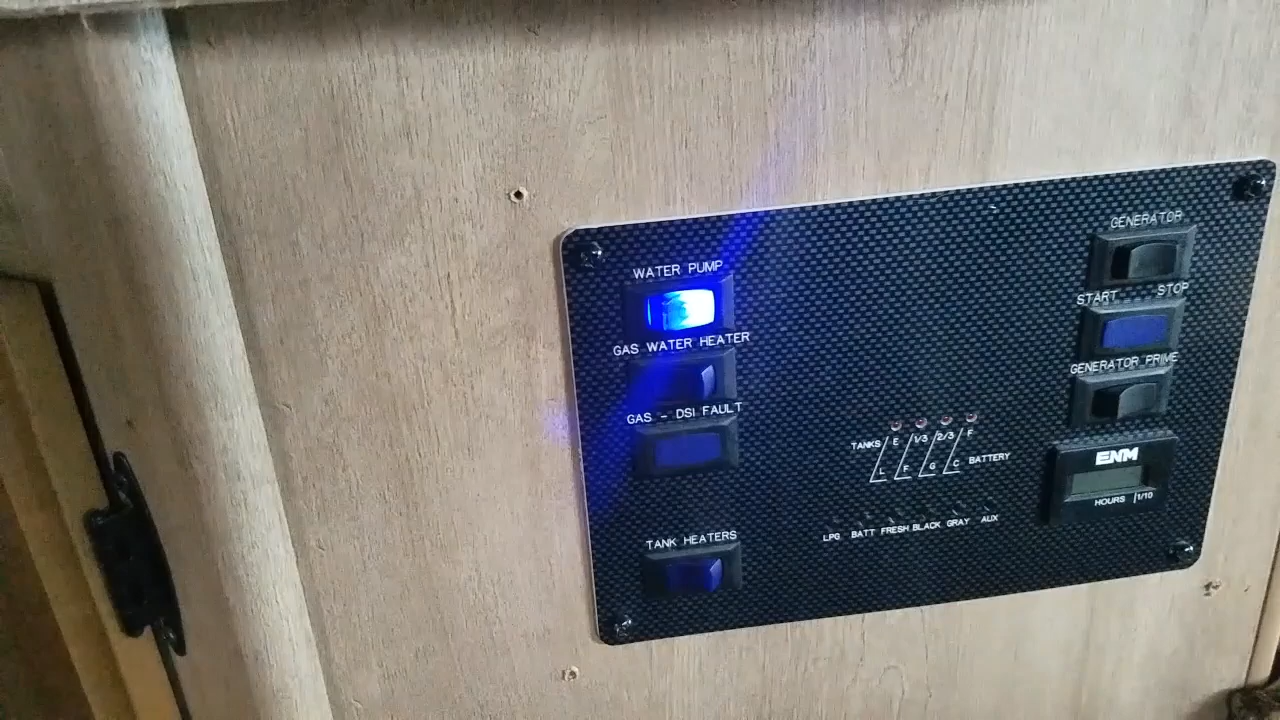 WATER PUMP
GAS WATER HEATER
GAS - DSI FAULT
TANK HEATERS
TANKS E 1/3 2/3 F
L F G C BATTERY
LPG BATT FRESH BLACK GRAY AUX
GENERATOR
START STOP
GENERATOR PRIME
ENM
HOURS 1/10